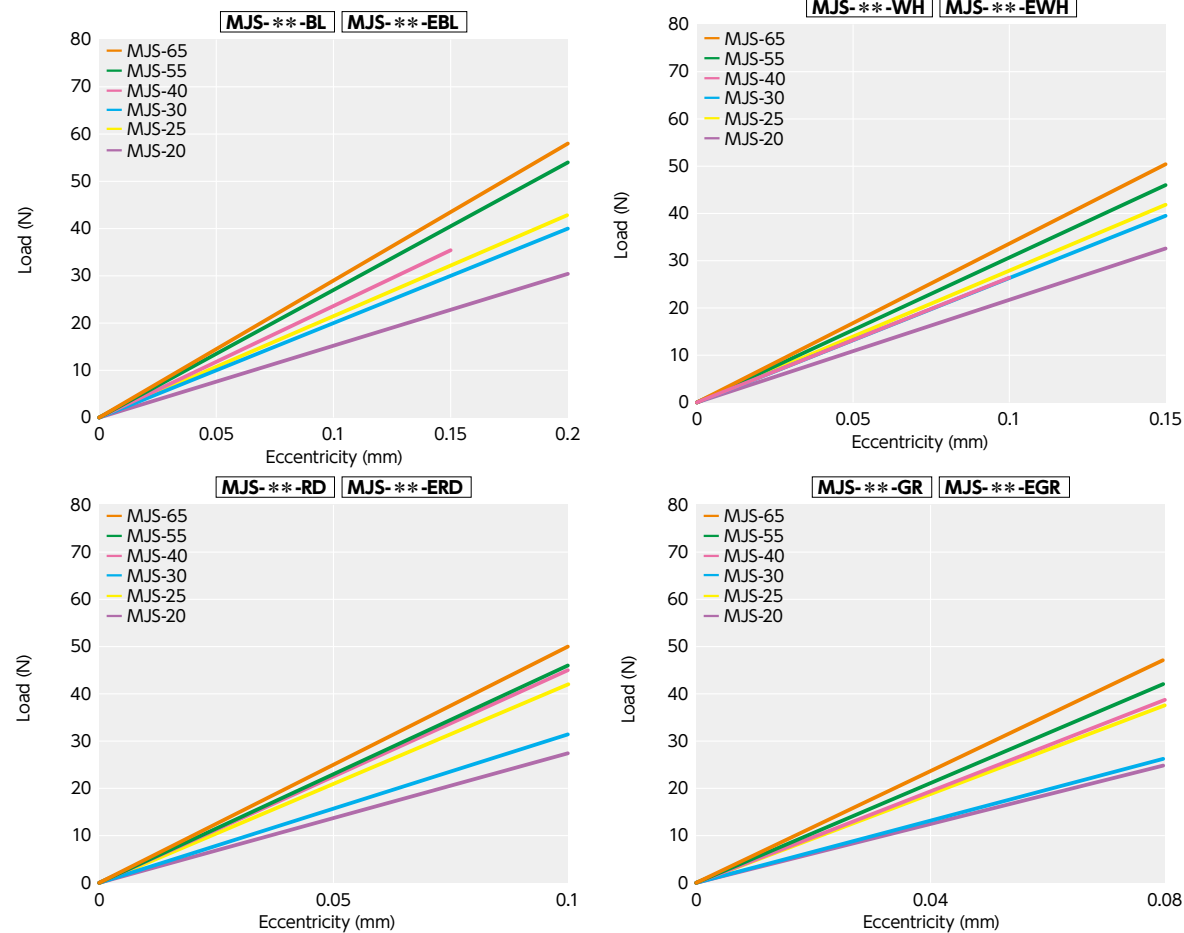 MJS-**-BL MJS-**-EBL
80
70
60
50
40
30
20
10
0
Load (N)
MJS-65
MJS-55
MJS-40
MJS-30
MJS-25
MJS-20
0 0.05 0.1 0.15 0.2
Eccentricity (mm)
MJS-**-WH MJS-**-EWH
80
70
60
50
40
30
20
10
0
Load (N)
MJS-65
MJS-55
MJS-40
MJS-30
MJS-25
MJS-20
0 0.05 0.1 0.15
Eccentricity (mm)
MJS-**-RD MJS-**-ERD
80
70
60
50
40
30
20
10
0
Load (N)
MJS-65
MJS-55
MJS-40
MJS-30
MJS-25
MJS-20
0 0.05 0.1
Eccentricity (mm)
MJS-**-GR MJS-**-EGR
80
70
60
50
40
30
20
10
0
Load (N)
MJS-65
MJS-55
MJS-40
MJS-30
MJS-25
MJS-20
0 0.04 0.08
Eccentricity (mm)